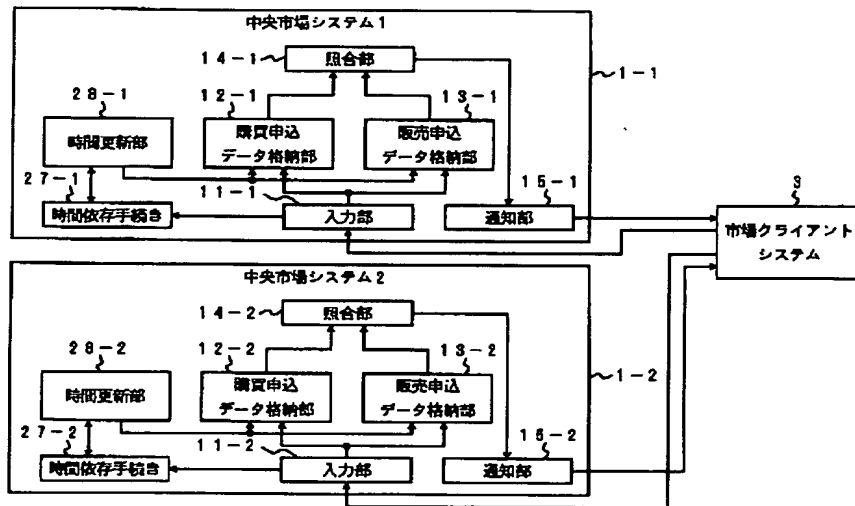 中央市場システム1
14-1
照合部
1-1
28-1
12-1
13-1
時間更新部
購買申込
データ格納部
販売申込
データ格納部
27-1
11-1
15-1
3
時間依存手続き
入力部
通知部
市場クライアント
システム
中央市場システム2
14-2
照合部
28-2
12-2
13-2
1-2
時間更新部
購買申込
データ格納部
販売申込
データ格納部
27-2
11-2
15-2
時間依存手続き
入力部
通知部